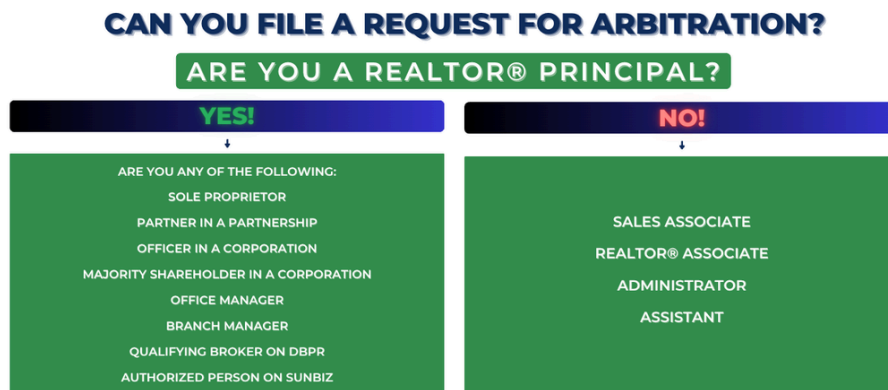 CAN YOU FILE A REQUEST FOR ARBITRATION?
ARE YOU A REALTOR® PRINCIPAL?
YES!
ARE YOU ANY OF THE FOLLOWING:
SOLE PROPRIETOR
PARTNER IN A PARTNERSHIP
OFFICER IN A CORPORATION
MAJORITY SHAREHOLDER IN A CORPORATION
OFFICE MANAGER
BRANCH MANAGER
QUALIFYING BROKER ON DBPR
AUTHORIZED PERSON ON SUNBIZ
NO!
SALES ASSOCIATE
REALTOR® ASSOCIATE
ADMINISTRATOR
ASSISTANT